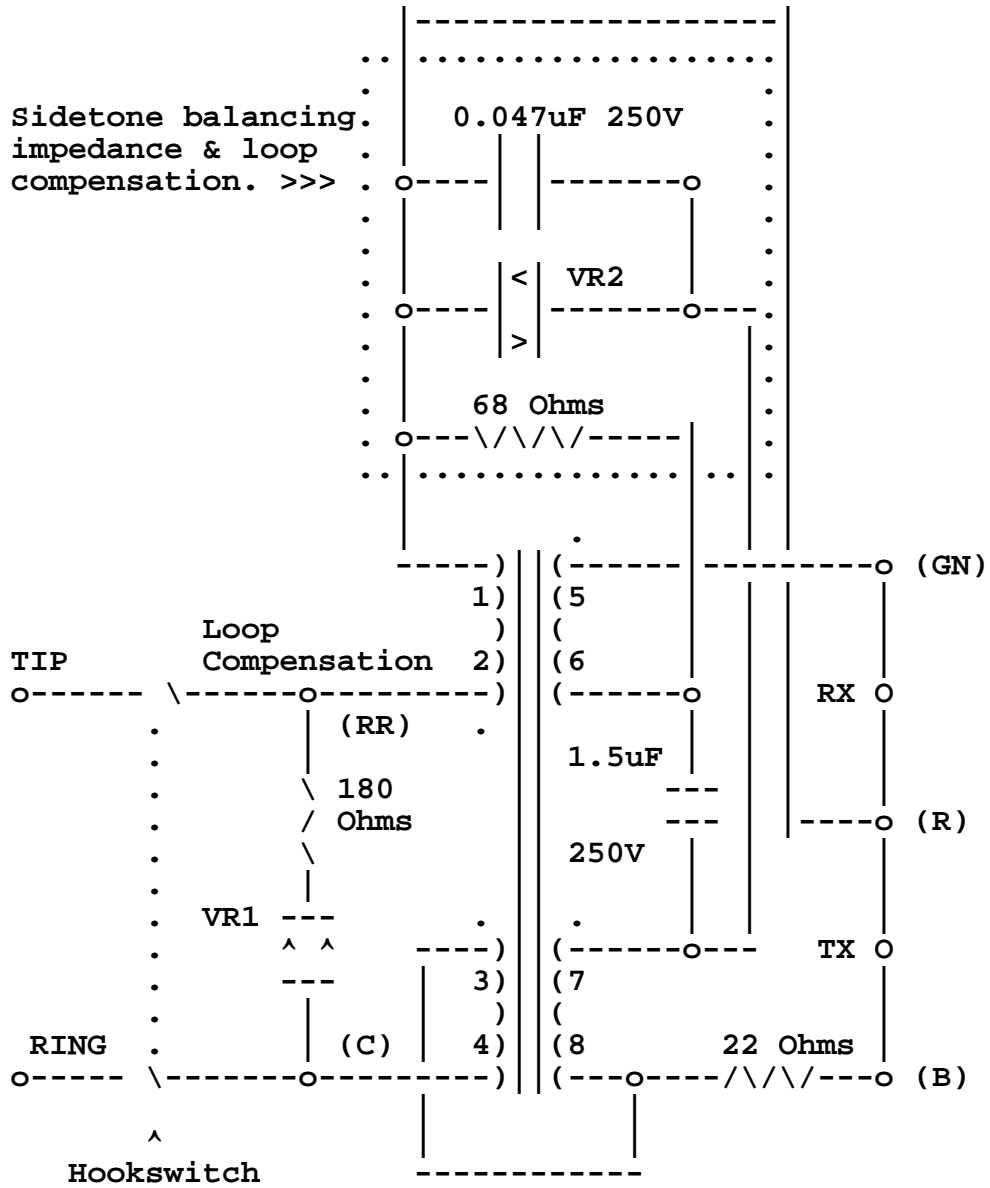 Sidetone balancing 0.047uF 250V
impedance & loop
compensation. >>>
VR2
68 Ohms
(GN)
1 5
Loop
TIP Compensation 2 6
RX
(RR)
1.5uF
180
Ohms (R)
250V
VR1
TX
3 7
RING (C) 4 8 22 Ohms
(B)
Hookswitch